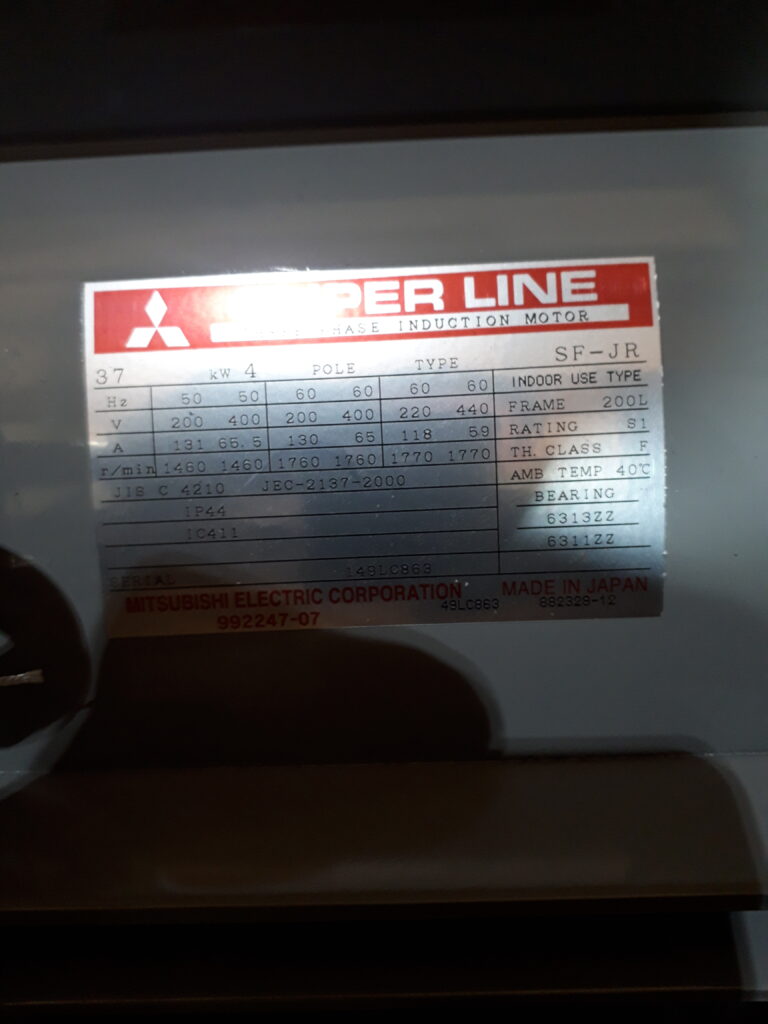 SUPER LINE
THREE-PHASE INDUCTION MOTOR
37 kW 4 POLE TYPE SF-JR
Hz 50 50 60 60 60 60 INDOOR USE TYPE
V 200 400 200 400 220 440 FRAME 200L
A 131 65.5 130 65 118 59 RATING S1
r/min 1460 1460 1760 1760 1770 1770 TH. CLASS F
JIS C 4210 JEC-2137-2000 AMB TEMP 40℃
IP44 BEARING
IC411 6313ZZ
6311ZZ
SERIAL 149LC863
MITSUBISHI ELECTRIC CORPORATION 49LC863 MADE IN JAPAN
992247-07 682328-12